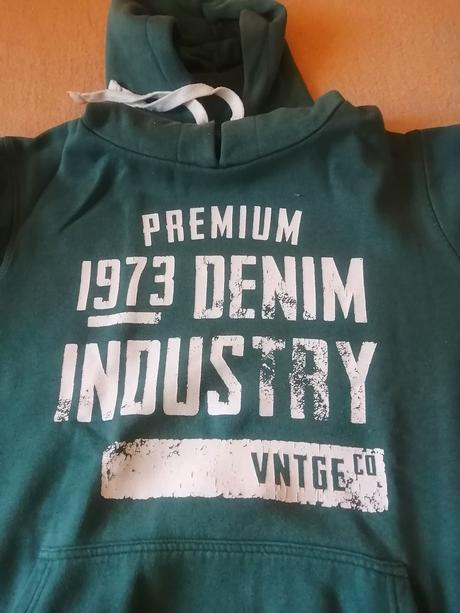 PREMIUM
1973 DENIM
INDUSTRY
VNTGE CO